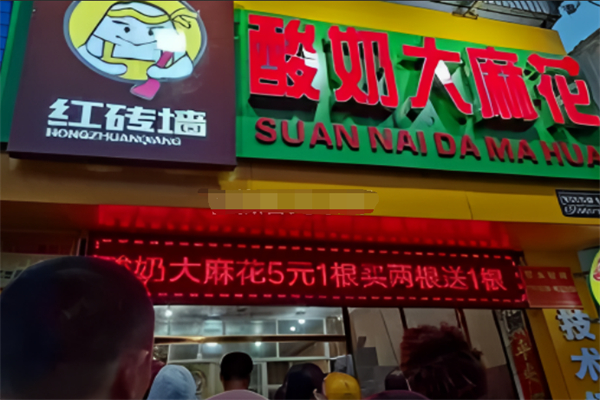 红砖墙
HONGZHUANQIANG
酸奶大麻花
SUAN NAI DA MA HUA
酸奶大麻花5元1根买两根送1根
技
术